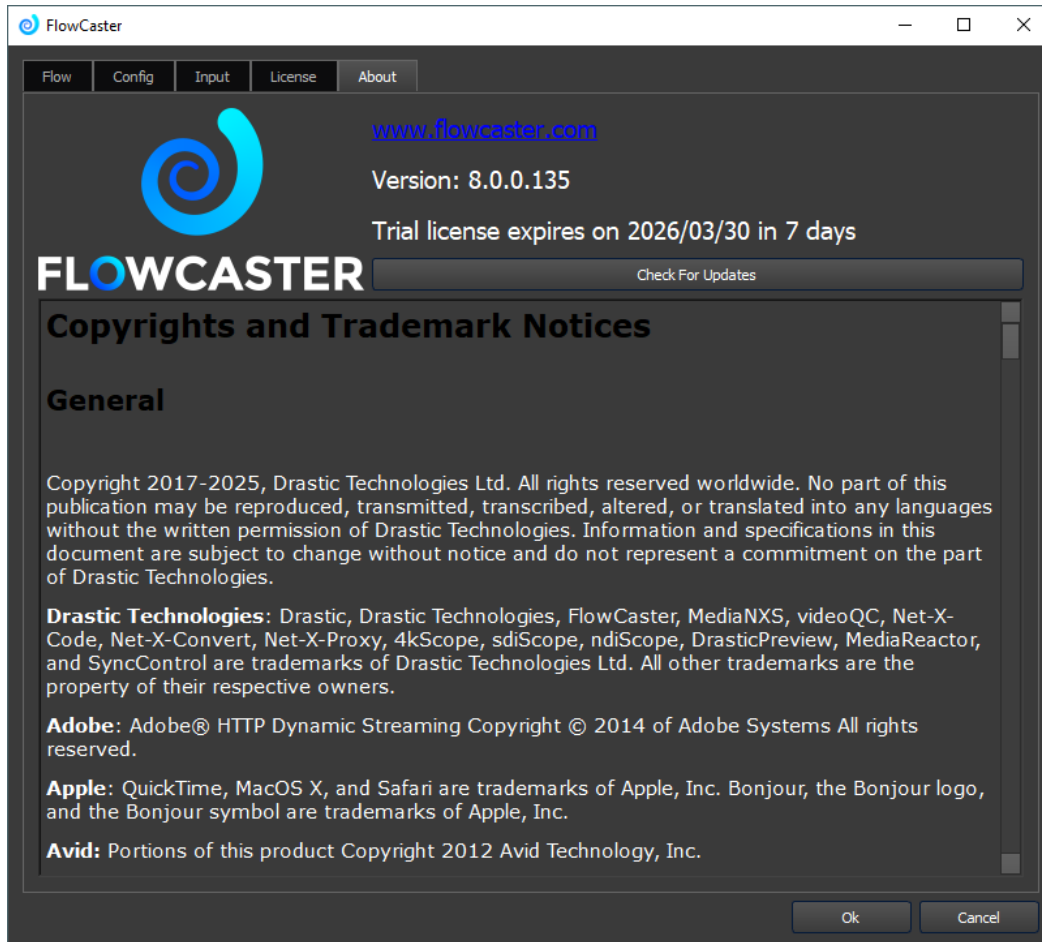 FlowCaster
Flow Config Input License About
www.flowcaster.com
Version: 8.0.0.135
Trial license expires on 2026/03/30 in 7 days
FLOWCASTER
Check For Updates
Copyrights and Trademark Notices
General
Copyright 2017-2025, Drastic Technologies Ltd. All rights reserved worldwide. No part of this
publication may be reproduced, transmitted, transcribed, altered, or translated into any languages
without the written permission of Drastic Technologies. Information and specifications in this
document are subject to change without notice and do not represent a commitment on the part
of Drastic Technologies.
Drastic Technologies: Drastic, Drastic Technologies, FlowCaster, MediaNXS, videoQC, Net-X-
Code, Net-X-Convert, Net-X-Proxy, 4kScope, sdiScope, ndiScope, DrasticPreview, MediaReactor,
and SyncControl are trademarks of Drastic Technologies Ltd. All other trademarks are the
property of their respective owners.
Adobe: Adobe® HTTP Dynamic Streaming Copyright © 2014 of Adobe Systems All rights
reserved.
Apple: QuickTime, MacOS X, and Safari are trademarks of Apple, Inc. Bonjour, the Bonjour logo,
and the Bonjour symbol are trademarks of Apple, Inc.
Avid: Portions of this product Copyright 2012 Avid Technology, Inc.
Ok Cancel